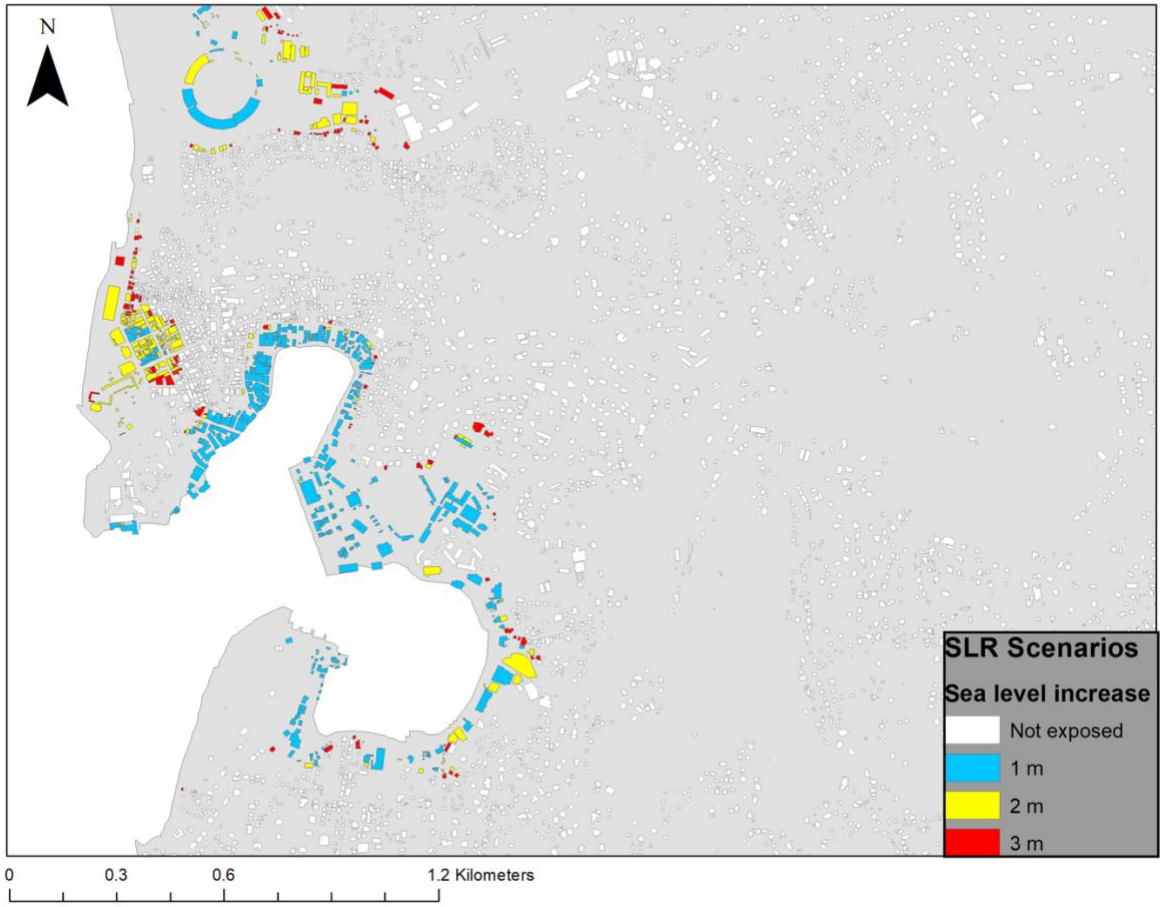 N
SLR Scenarios
Sea level increase
Not exposed
1 m
2 m
3 m
0 0.3 0.6 1.2 Kilometers